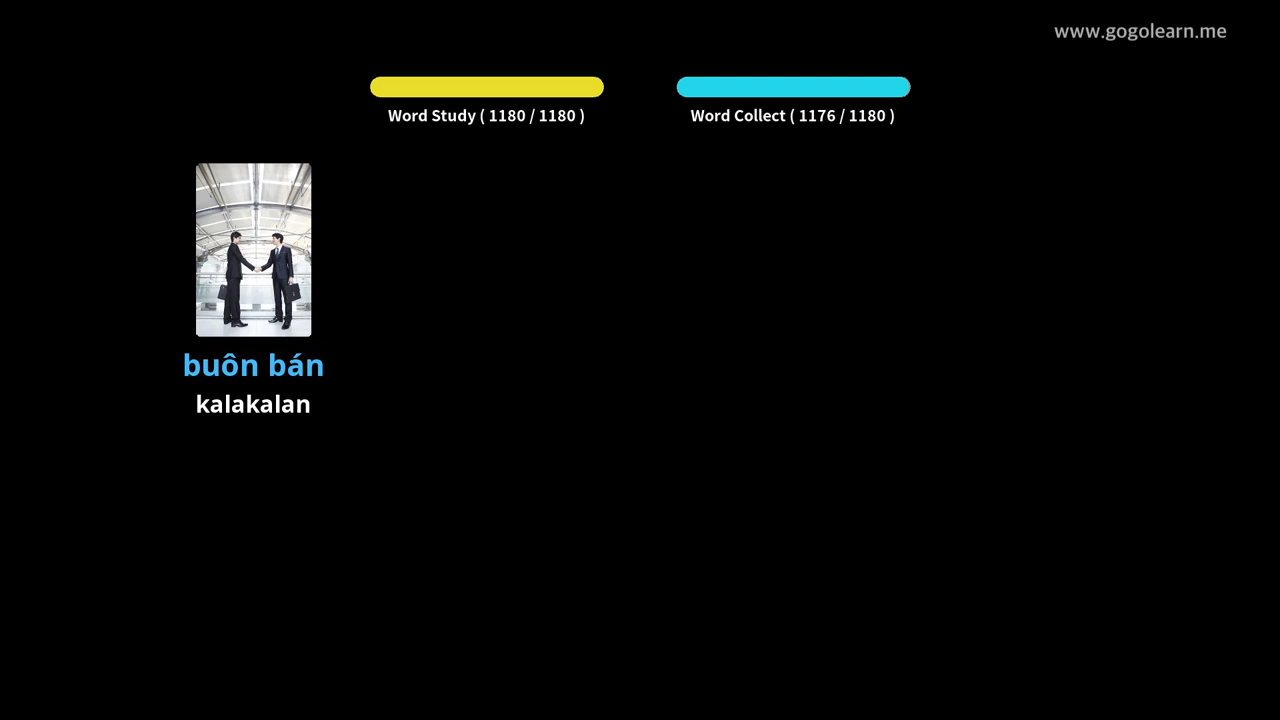 www.gogolearn.me
Word Study ( 1180 / 1180 )
Word Collect ( 1176 / 1180 )
buôn bán
kalakalan